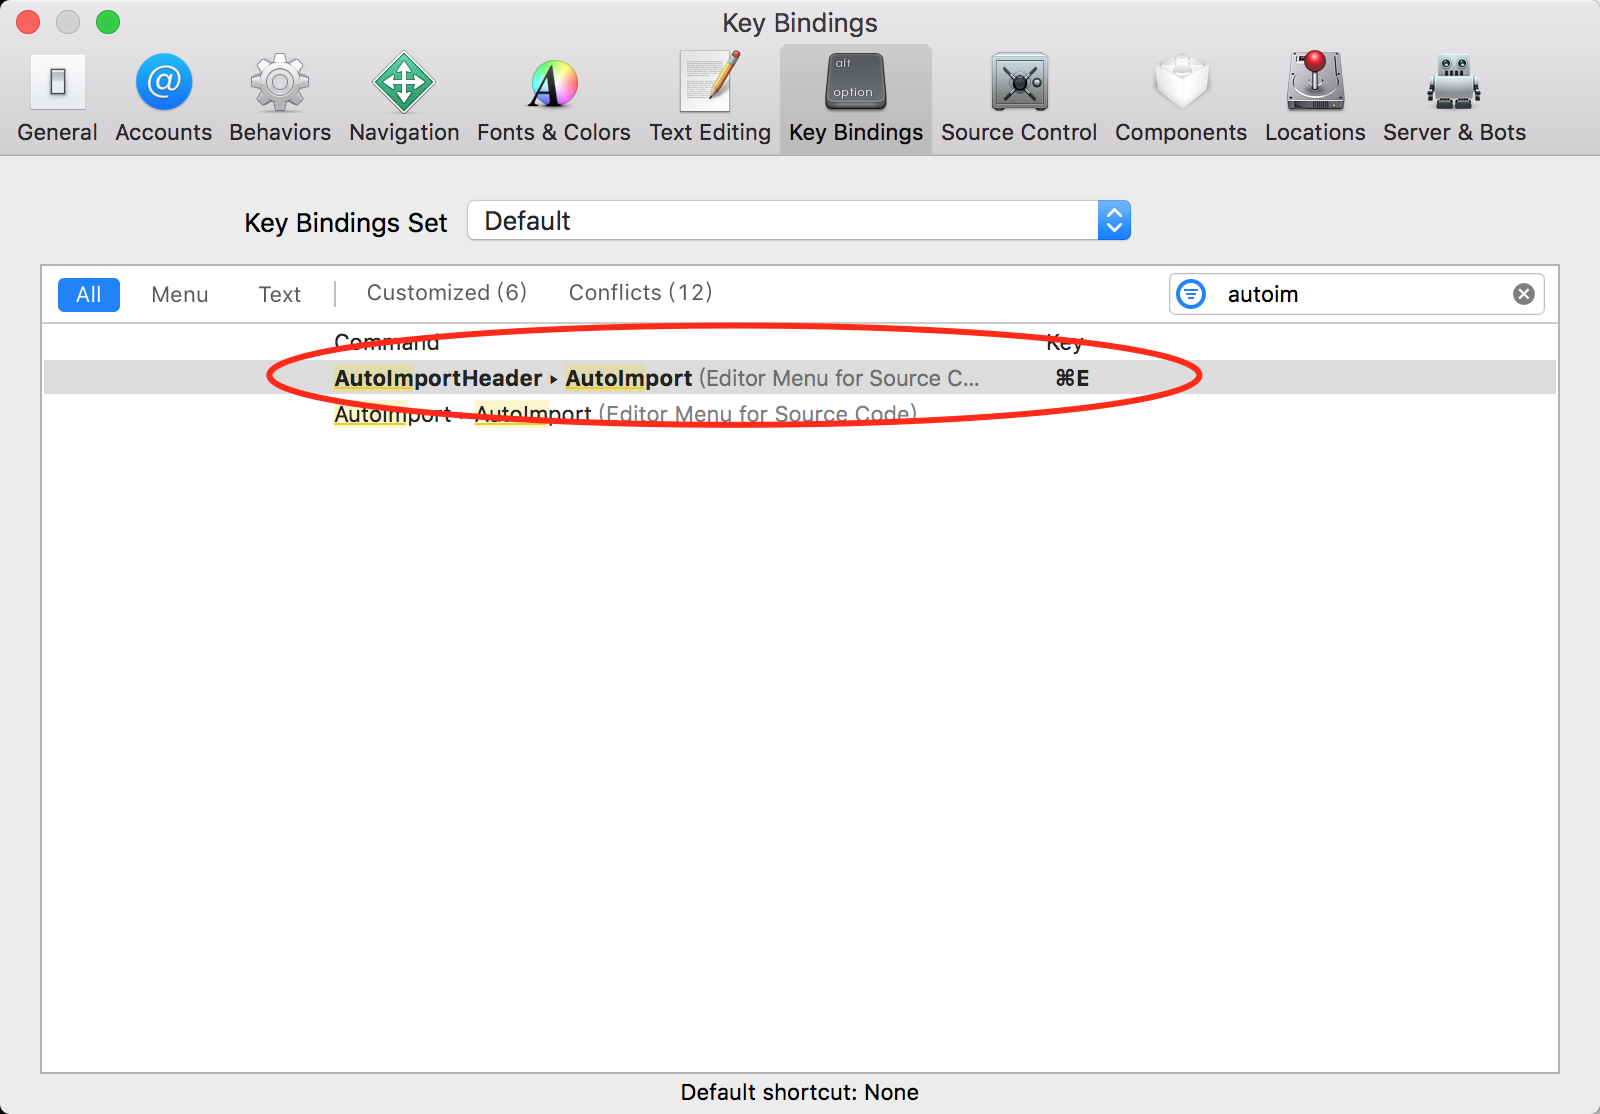 Key Bindings
alt
option
General Accounts Behaviors Navigation Fonts & Colors Text Editing Key Bindings Source Control Components Locations Server & Bots
Key Bindings Set Default
All Menu Text Customized (6) Conflicts (12) autoim
Command Key
AutoImportHeader ▸ AutoImport (Editor Menu for Source C... ⌘E
AutoImport ▸ AutoImport (Editor Menu for Source Code)
Default shortcut: None